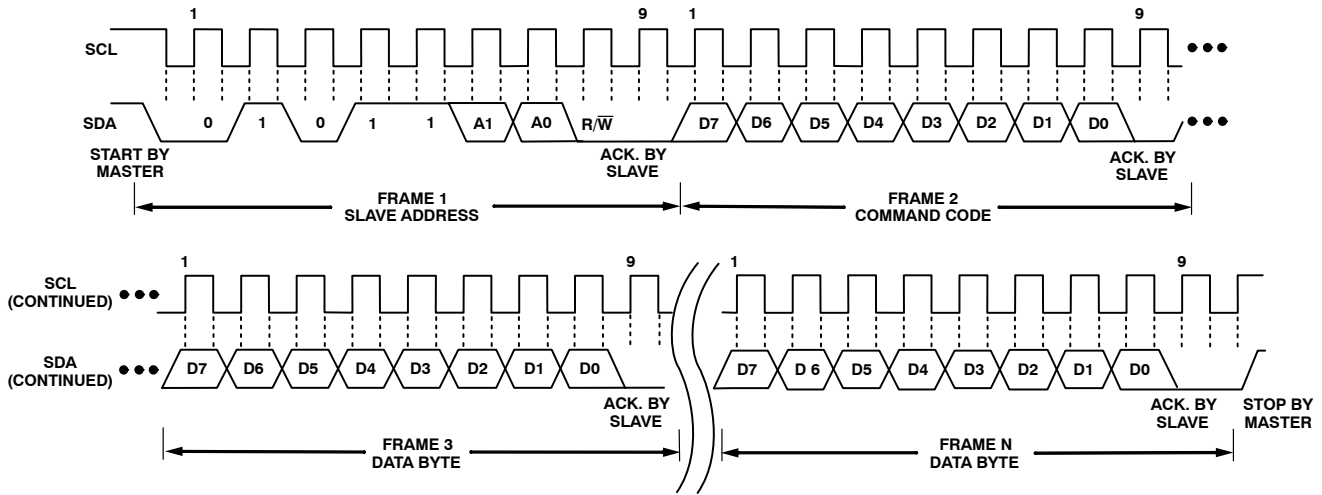 1 9 1 9
SCL
SDA 0 1 0 1 1 A1 A0 R/W̅ D7 D6 D5 D4 D3 D2 D1 D0
START BY
MASTER
ACK. BY
SLAVE
ACK. BY
SLAVE
FRAME 1
SLAVE ADDRESS
FRAME 2
COMMAND CODE
1 9 1 9
SCL
(CONTINUED)
SDA
(CONTINUED)
D7 D6 D5 D4 D3 D2 D1 D0 D7 D 6 D5 D4 D3 D2 D1 D0
ACK. BY
SLAVE
ACK. BY
SLAVE
STOP BY
MASTER
FRAME 3
DATA BYTE
FRAME N
DATA BYTE